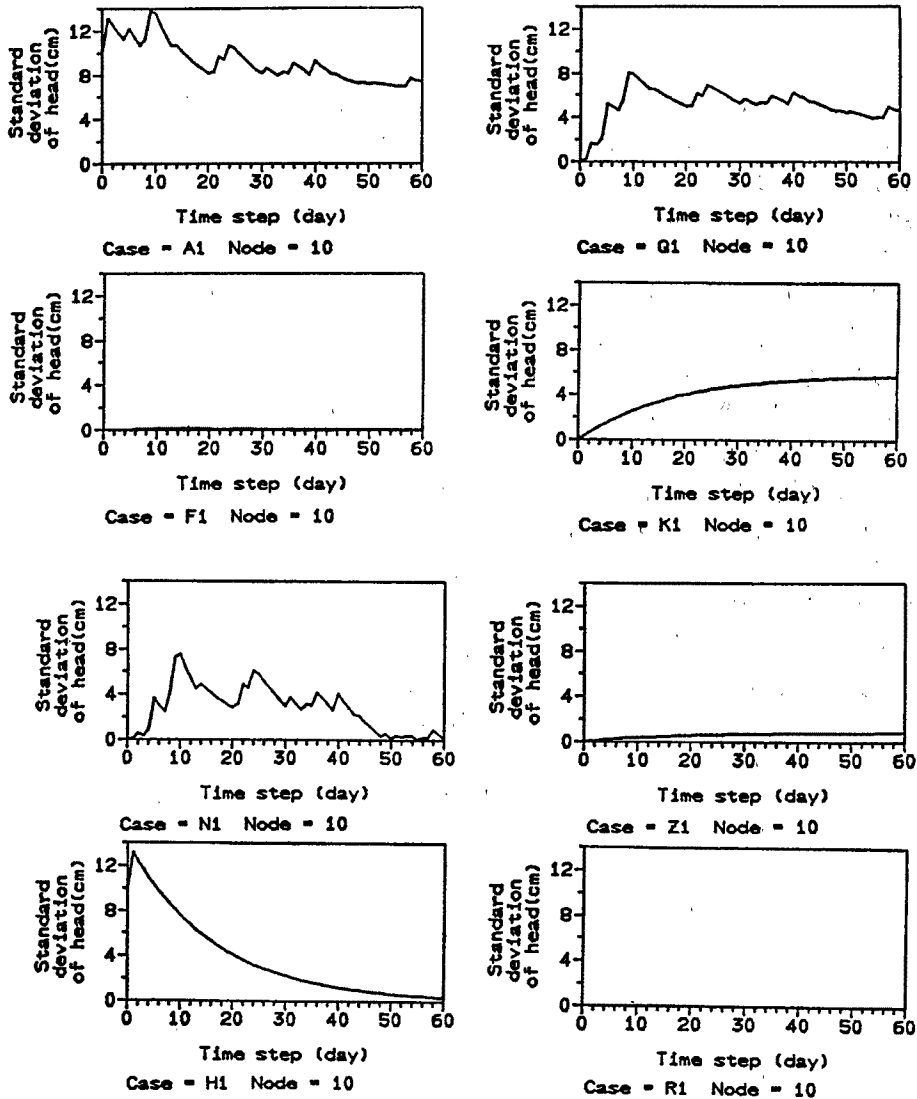 Standard
deviation
of head(cm)
12
8
4
0
0 10 20 30 40 50 60
Time step (day)
Case = A1 Node = 10
Standard
deviation
of head(cm)
12
8
4
0
0 10 20 30 40 50 60
Time step (day)
Case = Q1 Node = 10
Standard
deviation
of head(cm)
12
8
4
0
0 10 20 30 40 50 60
Time step (day)
Case = F1 Node = 10
Standard
deviation
of head(cm)
12
8
4
0
0 10 20 30 40 50 60
Time step (day)
Case = K1 Node = 10
Standard
deviation
of head(cm)
12
8
4
0
0 10 20 30 40 50 60
Time step (day)
Case = N1 Node = 10
Standard
deviation
of head(cm)
12
8
4
0
0 10 20 30 40 50 60
Time step (day)
Case = Z1 Node = 10
Standard
deviation
of head(cm)
12
8
4
0
0 10 20 30 40 50 60
Time step (day)
Case = H1 Node = 10
Standard
deviation
of head(cm)
12
8
4
0
0 10 20 30 40 50 60
Time step (day)
Case = R1 Node = 10